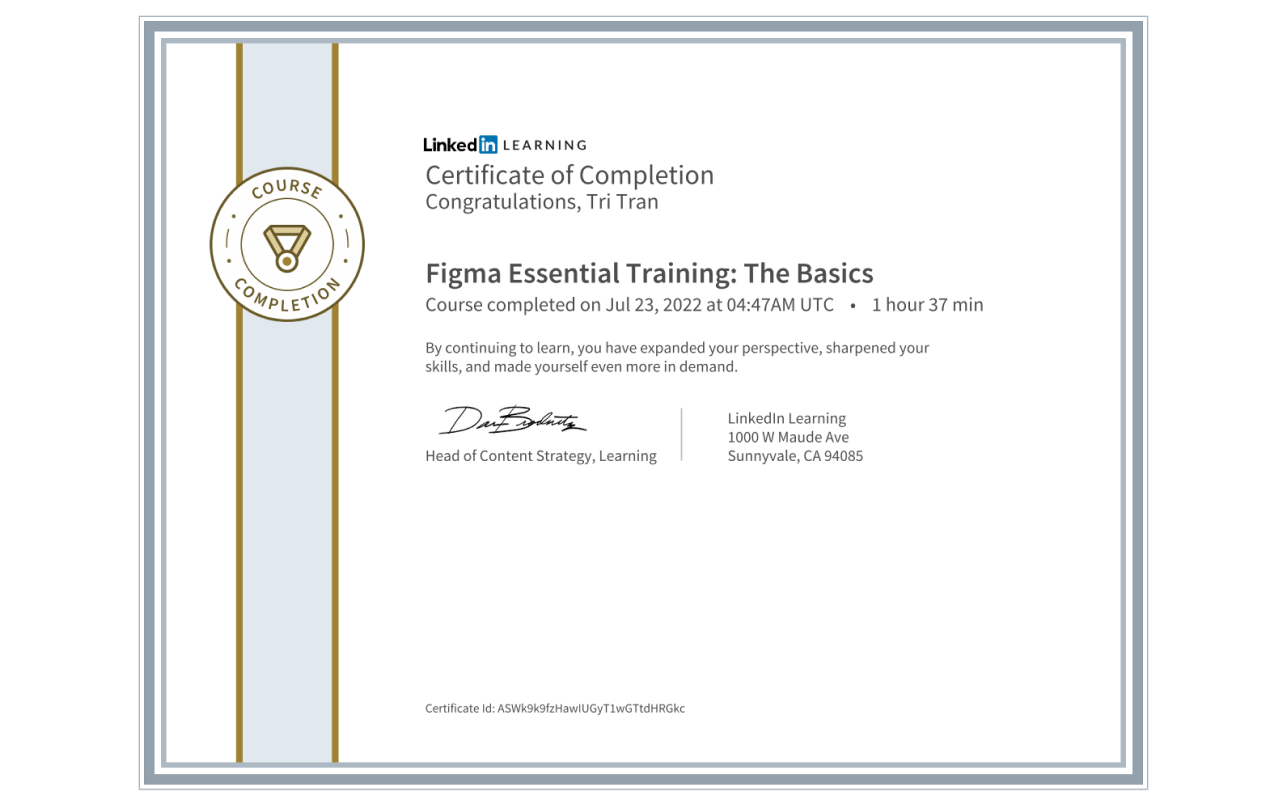 COURSE
COMPLETION
Linked in LEARNING
Certificate of Completion
Congratulations, Tri Tran
Figma Essential Training: The Basics
Course completed on Jul 23, 2022 at 04:47AM UTC • 1 hour 37 min
By continuing to learn, you have expanded your perspective, sharpened your
skills, and made yourself even more in demand.
Head of Content Strategy, Learning
LinkedIn Learning
1000 W Maude Ave
Sunnyvale, CA 94085
Certificate Id: ASWk9k9fzHawIUGyT1wGTtdHRGkc